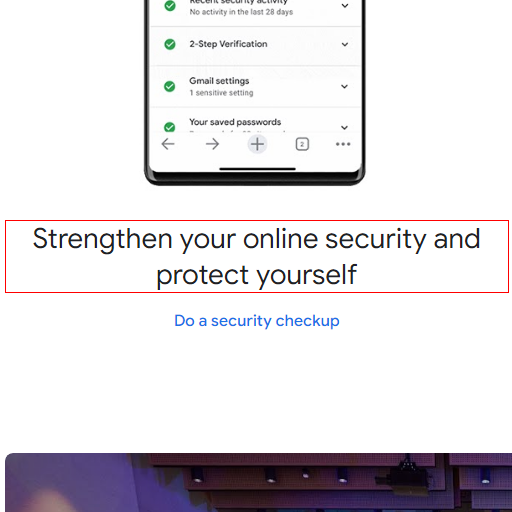 Recent security activity
No activity in the last 28 days
2-Step Verification
Gmail settings
1 sensitive setting
Your saved passwords
2
Strengthen your online security and
protect yourself
Do a security checkup